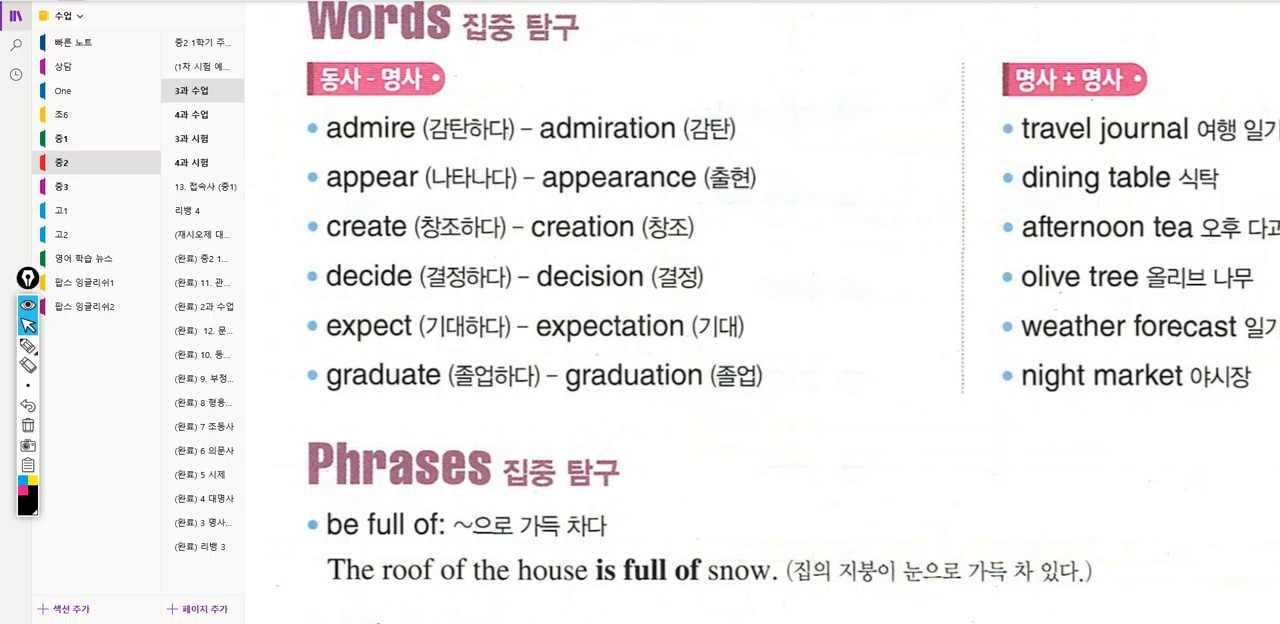 수업
빠른 노트
상담
One
초6
중1
중2
중3
고1
고2
영어 학습 뉴스
팝스 잉글리쉬1
팝스 잉글리쉬2
섹션 추가
중2 1학기 주...
(1차 시험 예...
3과 수업
4과 수업
3과 시험
4과 시험
13. 접속사 (중1)
리뱅 4
(재시오제 대...
(완료) 중2 1...
(완료) 11. 관...
(완료) 2과 수업
(완료) 12. 문...
(완료) 10. 동...
(완료) 9. 부정...
(완료) 8 형용...
(완료) 7 조동사
(완료) 6 의문사
(완료) 5 시제
(완료) 4 대명사
(완료) 3 명사...
(완료) 리뱅 3
페이지 추가
Words 집중 탐구
동사 - 명사
admire (감탄하다) – admiration (감탄)
appear (나타나다) – appearance (출현)
create (창조하다) – creation (창조)
decide (결정하다) – decision (결정)
expect (기대하다) – expectation (기대)
graduate (졸업하다) – graduation (졸업)
명사 + 명사
travel journal 여행 일기
dining table 식탁
afternoon tea 오후 다과
olive tree 올리브 나무
weather forecast 일기
night market 야시장
Phrases 집중 탐구
be full of: ~으로 가득 차다
The roof of the house is full of snow. (집의 지붕이 눈으로 가득 차 있다.)